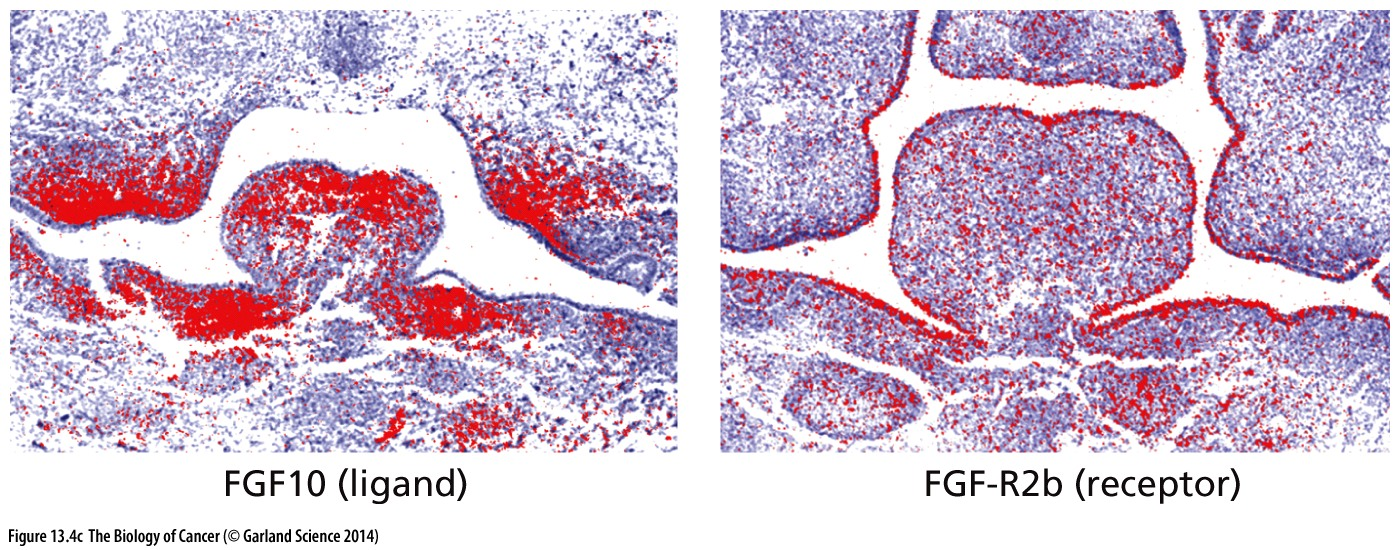 FGF10 (ligand)
FGF-R2b (receptor)
Figure 13.4c The Biology of Cancer (© Garland Science 2014)